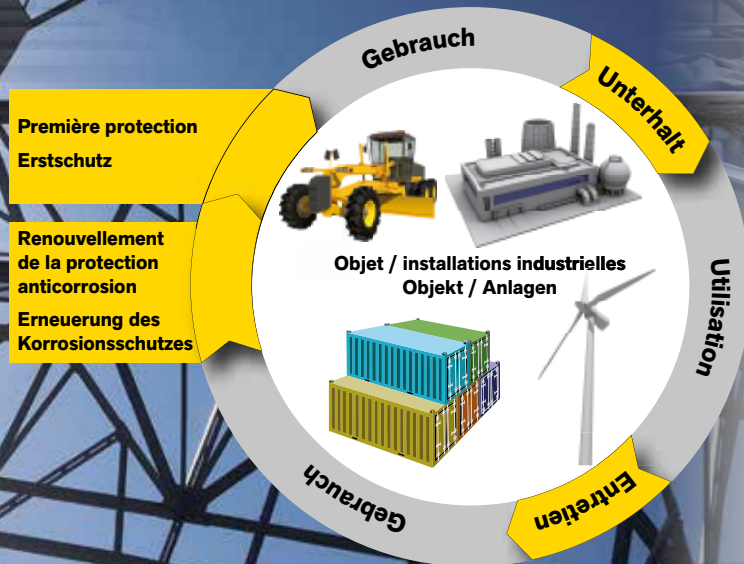 Gebrauch
Unterhalt
Première protection
Erstschutz
Renouvellement
de la protection
anticorrosion
Erneuerung des
Korrosionsschutzes
Objet / installations industrielles
Objekt / Anlagen
Utilisation
Entretien
Gebrauch